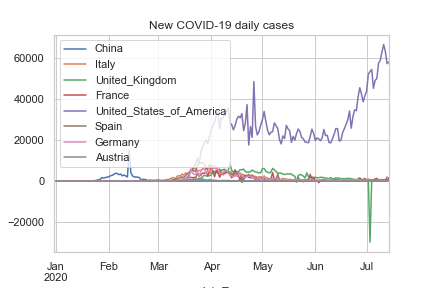 New COVID-19 daily cases
60000
40000
20000
0
−20000
China
Italy
United_Kingdom
France
United_States_of_America
Spain
Germany
Austria
Jan
2020
Feb
Mar
Apr
May
Jun
Jul